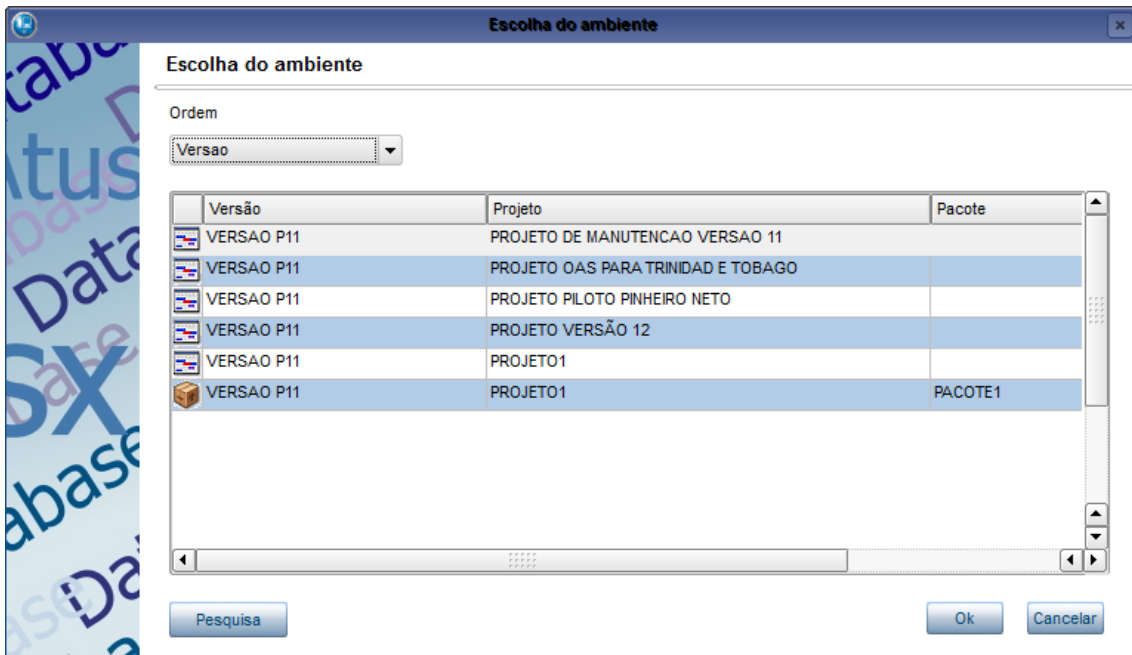 Escolha do ambiente
Escolha do ambiente
Ordem
Versao
Versão Projeto Pacote
VERSAO P11 PROJETO DE MANUTENCAO VERSAO 11
VERSAO P11 PROJETO OAS PARA TRINIDAD E TOBAGO
VERSAO P11 PROJETO PILOTO PINHEIRO NETO
VERSAO P11 PROJETO VERSÃO 12
VERSAO P11 PROJETO1
VERSAO P11 PROJETO1 PACOTE1
Pesquisa Ok Cancelar
Data
Sx